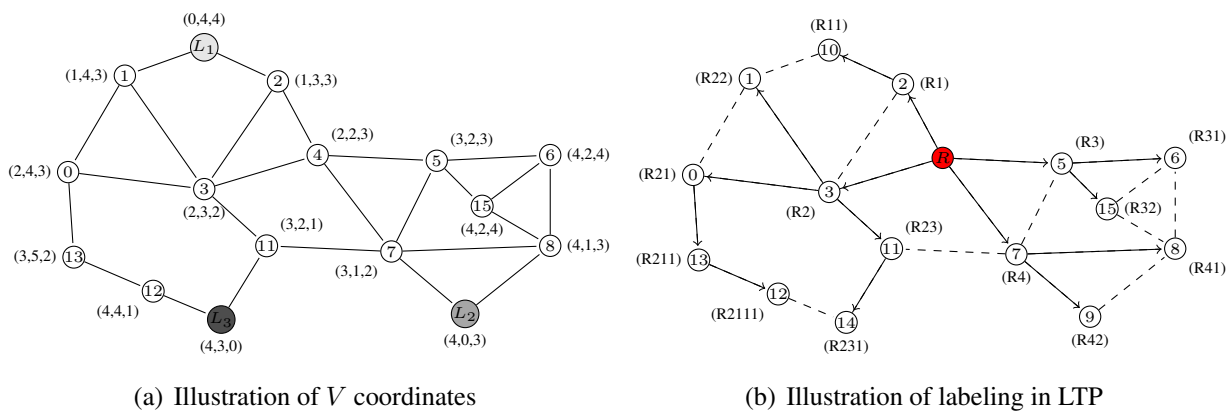 (0,4,4)
L1
(1,4,3)
1
2
(1,3,3)
(2,2,3)
4
(3,2,3)
5
6
(4,2,4)
(2,4,3)
0
3
(2,3,2)
15
(4,2,4)
11
(3,2,1)
7
(3,1,2)
8
(4,1,3)
(3,5,2)
13
12
(4,4,1)
L3
(4,3,0)
L2
(4,0,3)
(a) Illustration of V coordinates
(R11)
10
(R22)
1
2
(R1)
R
(R3)
5
(R31)
6
(R21)
0
3
(R2)
15
(R32)
11
(R23)
7
(R4)
8
(R41)
(R211)
13
12
(R2111)
14
(R231)
9
(R42)
(b) Illustration of labeling in LTP